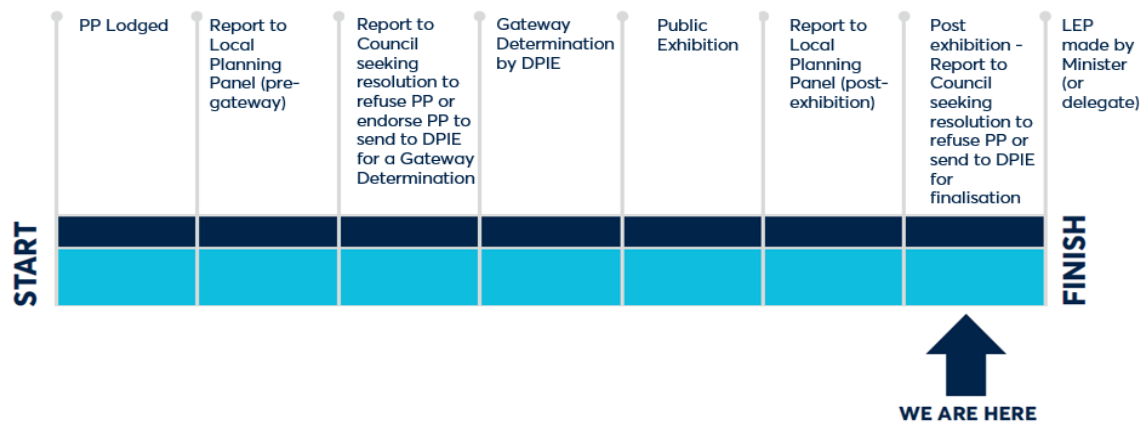 PP Lodged
Report to
Local
Planning
Panel (pre-
gateway)
Report to
Council
seeking
resolution to
refuse PP or
endorse PP to
send to DPIE
for a Gateway
Determination
Gateway
Determination
by DPIE
Public
Exhibition
Report to
Local
Planning
Panel (post-
exhibition)
Post
exhibition -
Report to
Council
seeking
resolution to
refuse PP or
send to DPIE
for
finalisation
LEP
made by
Minister
(or
delegate)
START
FINISH
WE ARE HERE